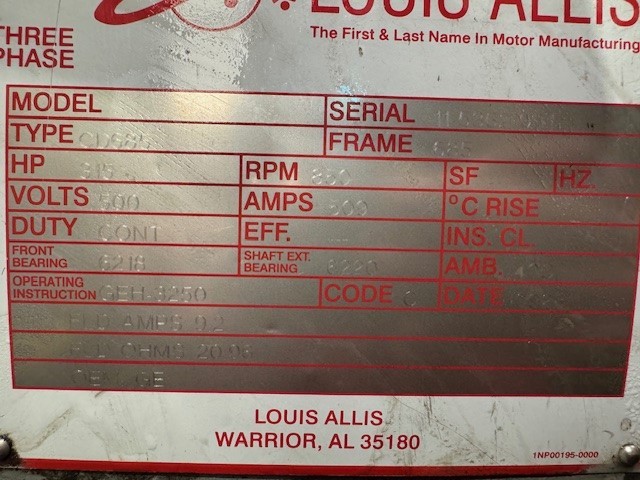 LOUIS ALLIS
The First & Last Name In Motor Manufacturing
THREE
PHASE
MODEL
SERIAL
TYPE CD685 FRAME 685
HP 315 RPM 850 SF HZ.
VOLTS 500 AMPS 509 °C RISE
DUTY CONT EFF. INS. CL.
FRONT BEARING 6218 SHAFT EXT. BEARING 6220 AMB.
OPERATING INSTRUCTION GEH-3250 CODE C DATE
FLD AMPS 9.2
FLD OHMS
GE
LOUIS ALLIS
WARRIOR, AL 35180
1NP00195-0000